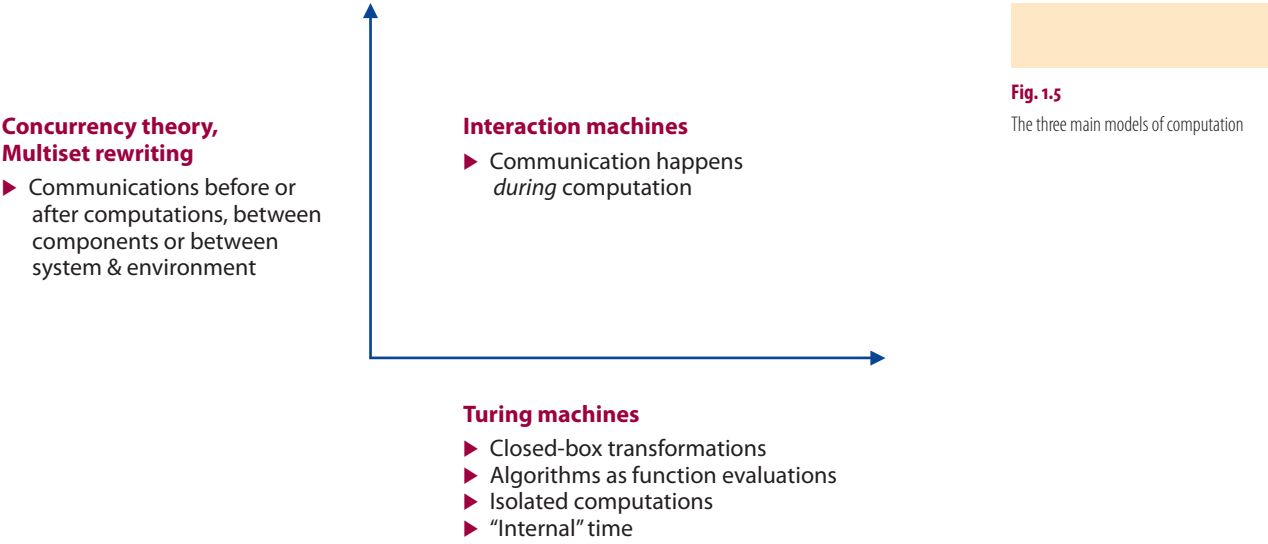 Concurrency theory,
Multiset rewriting
▶ Communications before or
after computations, between
components or between
system & environment
Interaction machines
▶ Communication happens
during computation
Turing machines
▶ Closed-box transformations
▶ Algorithms as function evaluations
▶ Isolated computations
▶ “Internal” time
Fig. 1.5
The three main models of computation